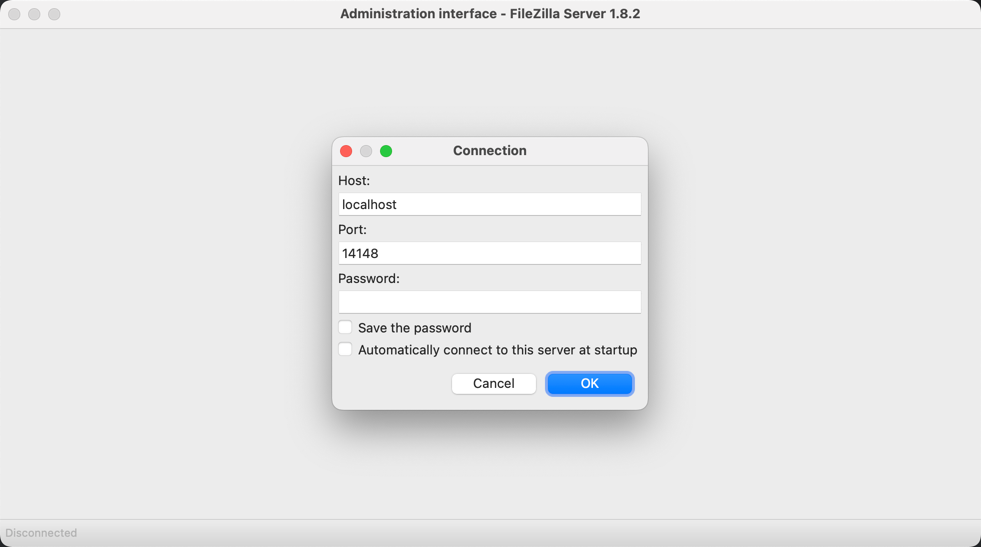 Administration interface - FileZilla Server 1.8.2
Connection
Host:
localhost
Port:
14148
Password:
Save the password
Automatically connect to this server at startup
Cancel OK
Disconnected